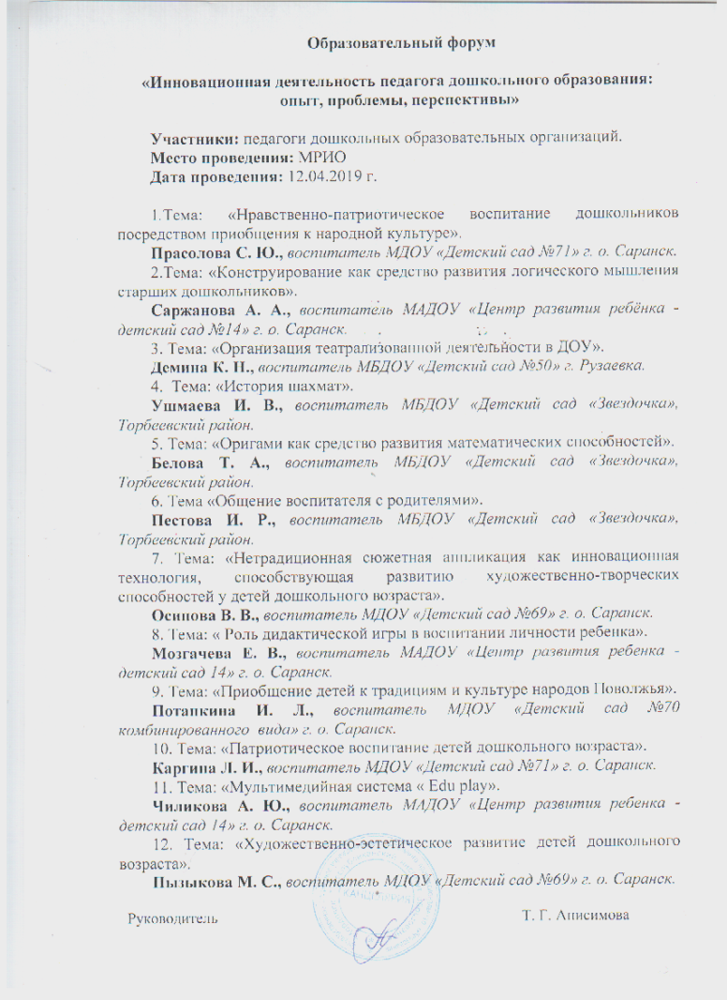 Образовательный форум
«Инновационная деятельность педагога дошкольного образования:
опыт, проблемы, перспективы»
Участники: педагоги дошкольных образовательных организаций.
Место проведения: МРИО
Дата проведения: 12.04.2019 г.
1.Тема: «Нравственно-патриотическое воспитание дошкольников
посредством приобщения к народной культуре».
Прасолова С. Ю., воспитатель МДОУ «Детский сад №71» г. о. Саранск.
2.Тема: «Конструирование как средство развития логического мышления
старших дошкольников».
Саржанова А. А., воспитатель МАДОУ «Центр развития ребёнка -
детский сад №14» г. о. Саранск.
3. Тема: «Организация театрализованной деятельности в ДОУ».
Демина К. П., воспитатель МБДОУ «Детский сад №50» г. Рузаевка.
4. Тема: «История шахмат».
Ушмаева И. В., воспитатель МБДОУ «Детский сад «Звездочка»,
Торбеевский район.
5. Тема: «Оригами как средство развития математических способностей».
Белова Т. А., воспитатель МБДОУ «Детский сад «Звездочка»,
Торбеевский район.
6. Тема «Общение воспитателя с родителями».
Пестова И. Р., воспитатель МБДОУ «Детский сад «Звездочка»,
Торбеевский район.
7. Тема: «Нетрадиционная сюжетная аппликация как инновационная
технология, способствующая развитию художественно-творческих
способностей у детей дошкольного возраста».
Осипова В. В., воспитатель МДОУ «Детский сад №69» г. о. Саранск.
8. Тема: « Роль дидактической игры в воспитании личности ребенка».
Мозгачева Е. В., воспитатель МАДОУ «Центр развития ребенка -
детский сад 14» г. о. Саранск.
9. Тема: «Приобщение детей к традициям и культуре народов Поволжья».
Потапкина И. Л., воспитатель МДОУ «Детский сад №70
комбинированного вида» г. о. Саранск.
10. Тема: «Патриотическое воспитание детей дошкольного возраста».
Каргина Л. И., воспитатель МДОУ «Детский сад №71» г. о. Саранск.
11. Тема: «Мультимедийная система « Edu play».
Чиликова А. Ю., воспитатель МАДОУ «Центр развития ребенка -
детский сад 14» г. о. Саранск.
12. Тема: «Художественно-эстетическое развитие детей дошкольного
возраста».
Пызыкова М. С., воспитатель МДОУ «Детский сад №69» г. о. Саранск.
КАНЦЕЛЯРИЯ
Руководитель Т. Г. Анисимова